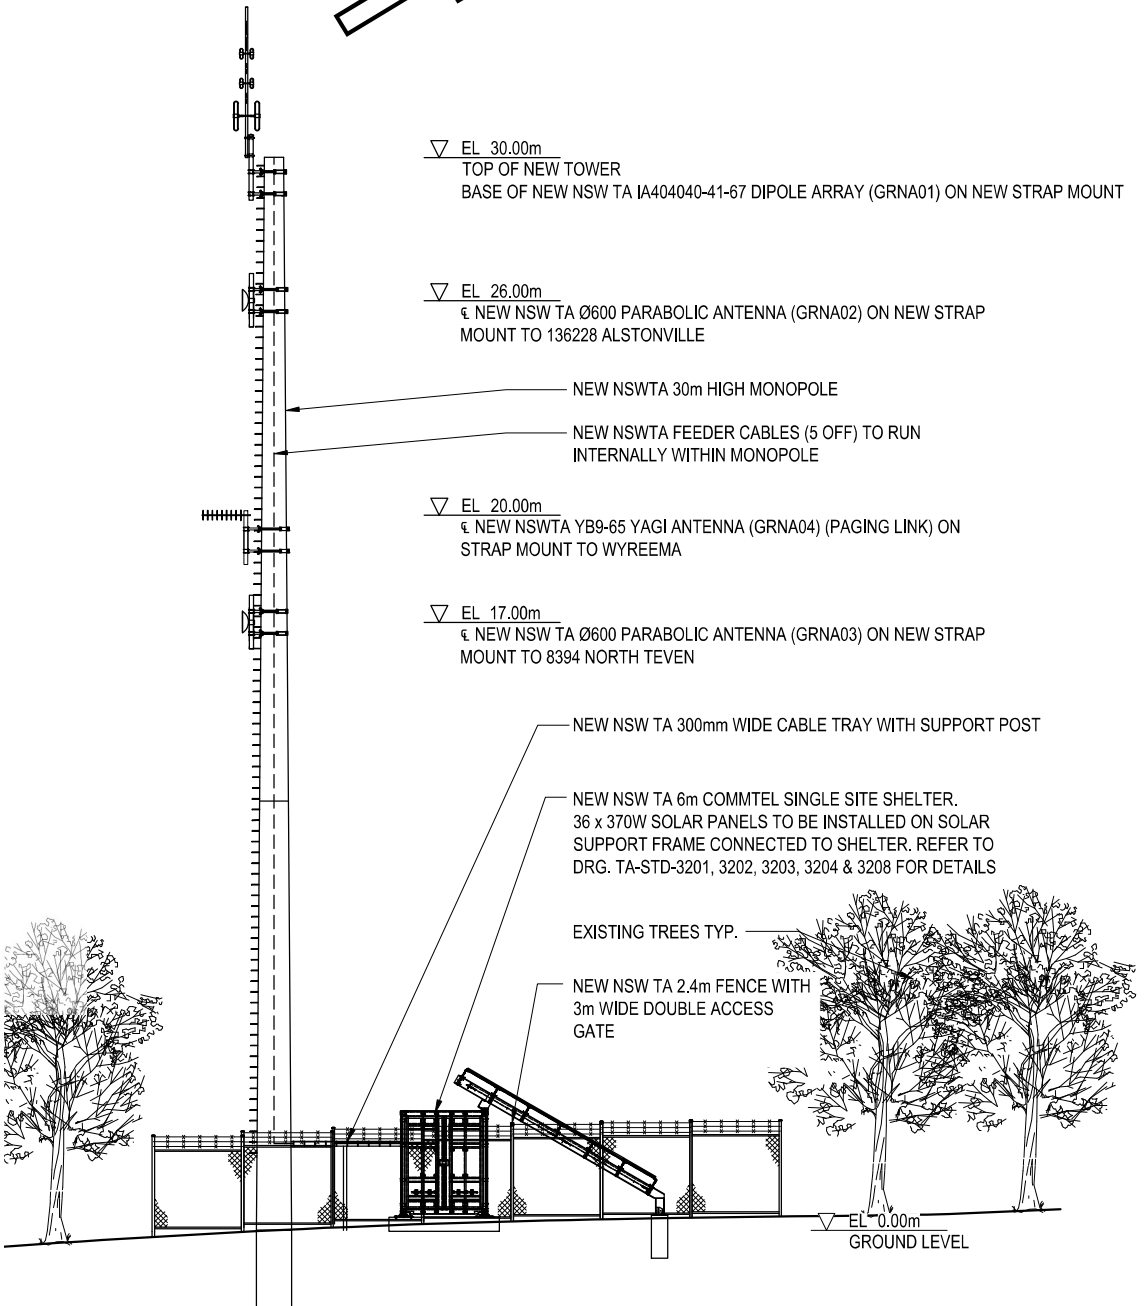 EL 30.00m
TOP OF NEW TOWER
BASE OF NEW NSW TA IA404040-41-67 DIPOLE ARRAY (GRNA01) ON NEW STRAP MOUNT
EL 26.00m
℄ NEW NSW TA Ø600 PARABOLIC ANTENNA (GRNA02) ON NEW STRAP
MOUNT TO 136228 ALSTONVILLE
NEW NSWTA 30m HIGH MONOPOLE
NEW NSWTA FEEDER CABLES (5 OFF) TO RUN
INTERNALLY WITHIN MONOPOLE
EL 20.00m
℄ NEW NSWTA YB9-65 YAGI ANTENNA (GRNA04) (PAGING LINK) ON
STRAP MOUNT TO WYREEMA
EL 17.00m
℄ NEW NSW TA Ø600 PARABOLIC ANTENNA (GRNA03) ON NEW STRAP
MOUNT TO 8394 NORTH TEVEN
NEW NSW TA 300mm WIDE CABLE TRAY WITH SUPPORT POST
NEW NSW TA 6m COMMTEL SINGLE SITE SHELTER.
36 x 370W SOLAR PANELS TO BE INSTALLED ON SOLAR
SUPPORT FRAME CONNECTED TO SHELTER. REFER TO
DRG. TA-STD-3201, 3202, 3203, 3204 & 3208 FOR DETAILS
EXISTING TREES TYP.
NEW NSW TA 2.4m FENCE WITH
3m WIDE DOUBLE ACCESS
GATE
EL 0.00m
GROUND LEVEL